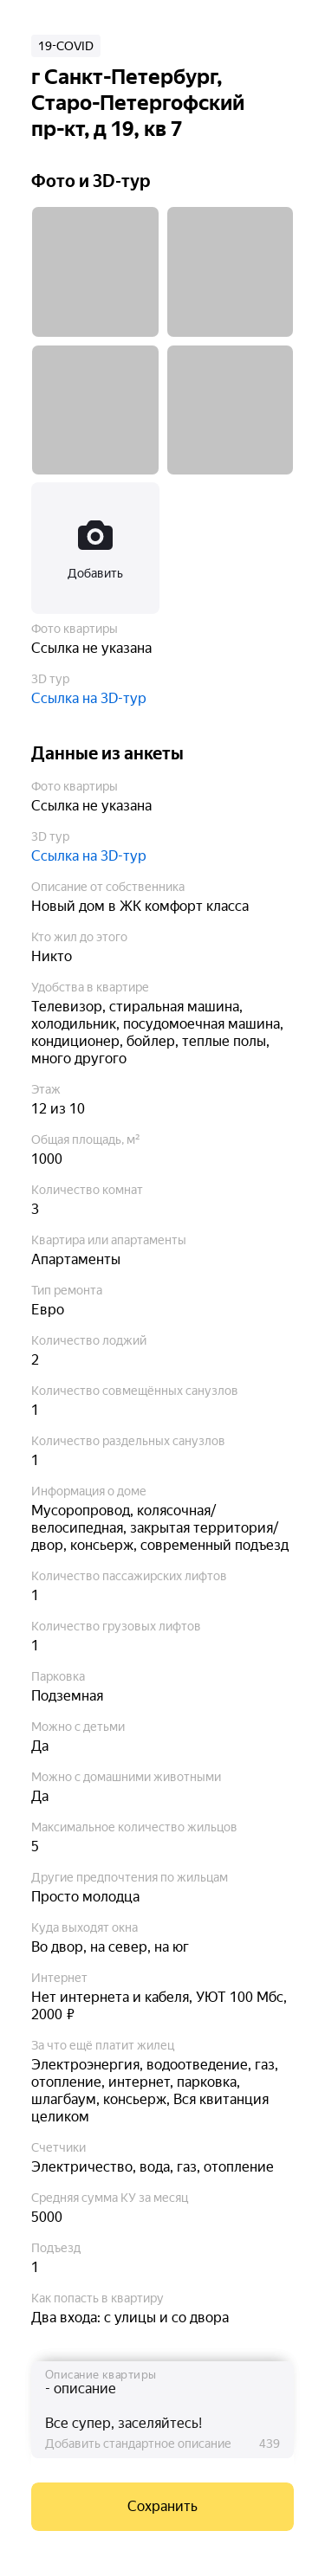 19-COVID
г Санкт-Петербург,
Старо-Петергофский
пр-кт, д 19, кв 7
Фото и 3D-тур
Добавить
Фото квартиры
Ссылка не указана
3D тур
Ссылка на 3D-тур
Данные из анкеты
Фото квартиры
Ссылка не указана
3D тур
Ссылка на 3D-тур
Описание от собственника
Новый дом в ЖК комфорт класса
Кто жил до этого
Никто
Удобства в квартире
Телевизор, стиральная машина,
холодильник, посудомоечная машина,
кондиционер, бойлер, теплые полы,
много другого
Этаж
12 из 10
Общая площадь, м²
1000
Количество комнат
3
Квартира или апартаменты
Апартаменты
Тип ремонта
Евро
Количество лоджий
2
Количество совмещённых санузлов
1
Количество раздельных санузлов
1
Информация о доме
Мусоропровод, колясочная/
велосипедная, закрытая территория/
двор, консьерж, современный подъезд
Количество пассажирских лифтов
1
Количество грузовых лифтов
1
Парковка
Подземная
Можно с детьми
Да
Можно с домашними животными
Да
Максимальное количество жильцов
5
Другие предпочтения по жильцам
Просто молодца
Куда выходят окна
Во двор, на север, на юг
Интернет
Нет интернета и кабеля, УЮТ 100 Мбс,
2000 ₽
За что ещё платит жилец
Электроэнергия, водоотведение, газ,
отопление, интернет, парковка,
шлагбаум, консьерж, Вся квитанция
целиком
Счетчики
Электричество, вода, газ, отопление
Средняя сумма КУ за месяц
5000
Подъезд
1
Как попасть в квартиру
Два входа: с улицы и со двора
Описание квартиры
- описание
Все супер, заселяйтесь!
Добавить стандартное описание 439
Сохранить